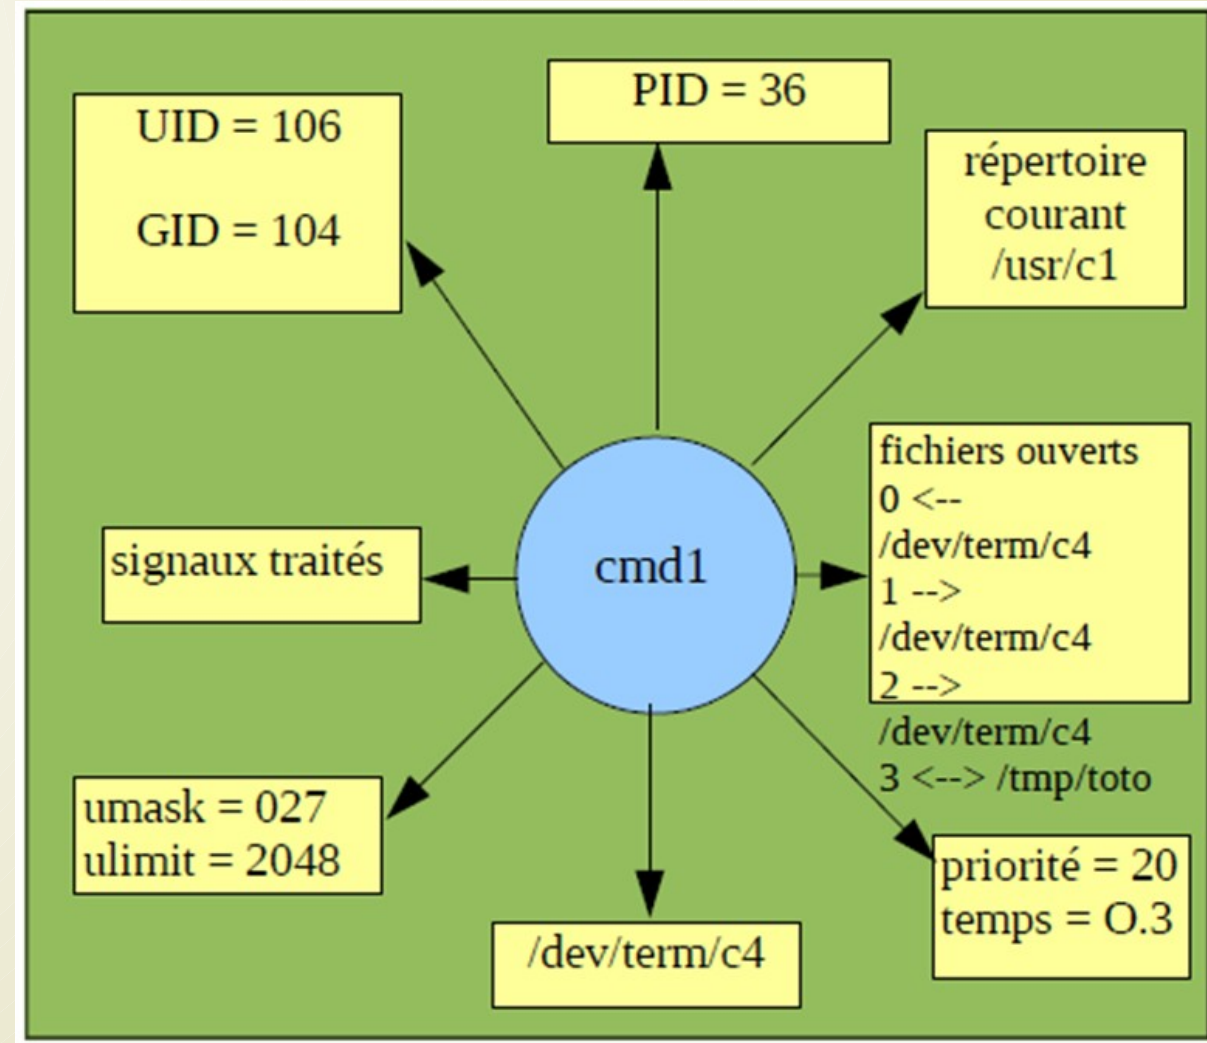 UID = 106
GID = 104
PID = 36
répertoire
courant
/usr/c1
fichiers ouverts
0 <--
/dev/term/c4
1 -->
/dev/term/c4
2 -->
/dev/term/c4
3 <--> /tmp/toto
cmd1
signaux traités
umask = 027
ulimit = 2048
/dev/term/c4
priorité = 20
temps = O.3